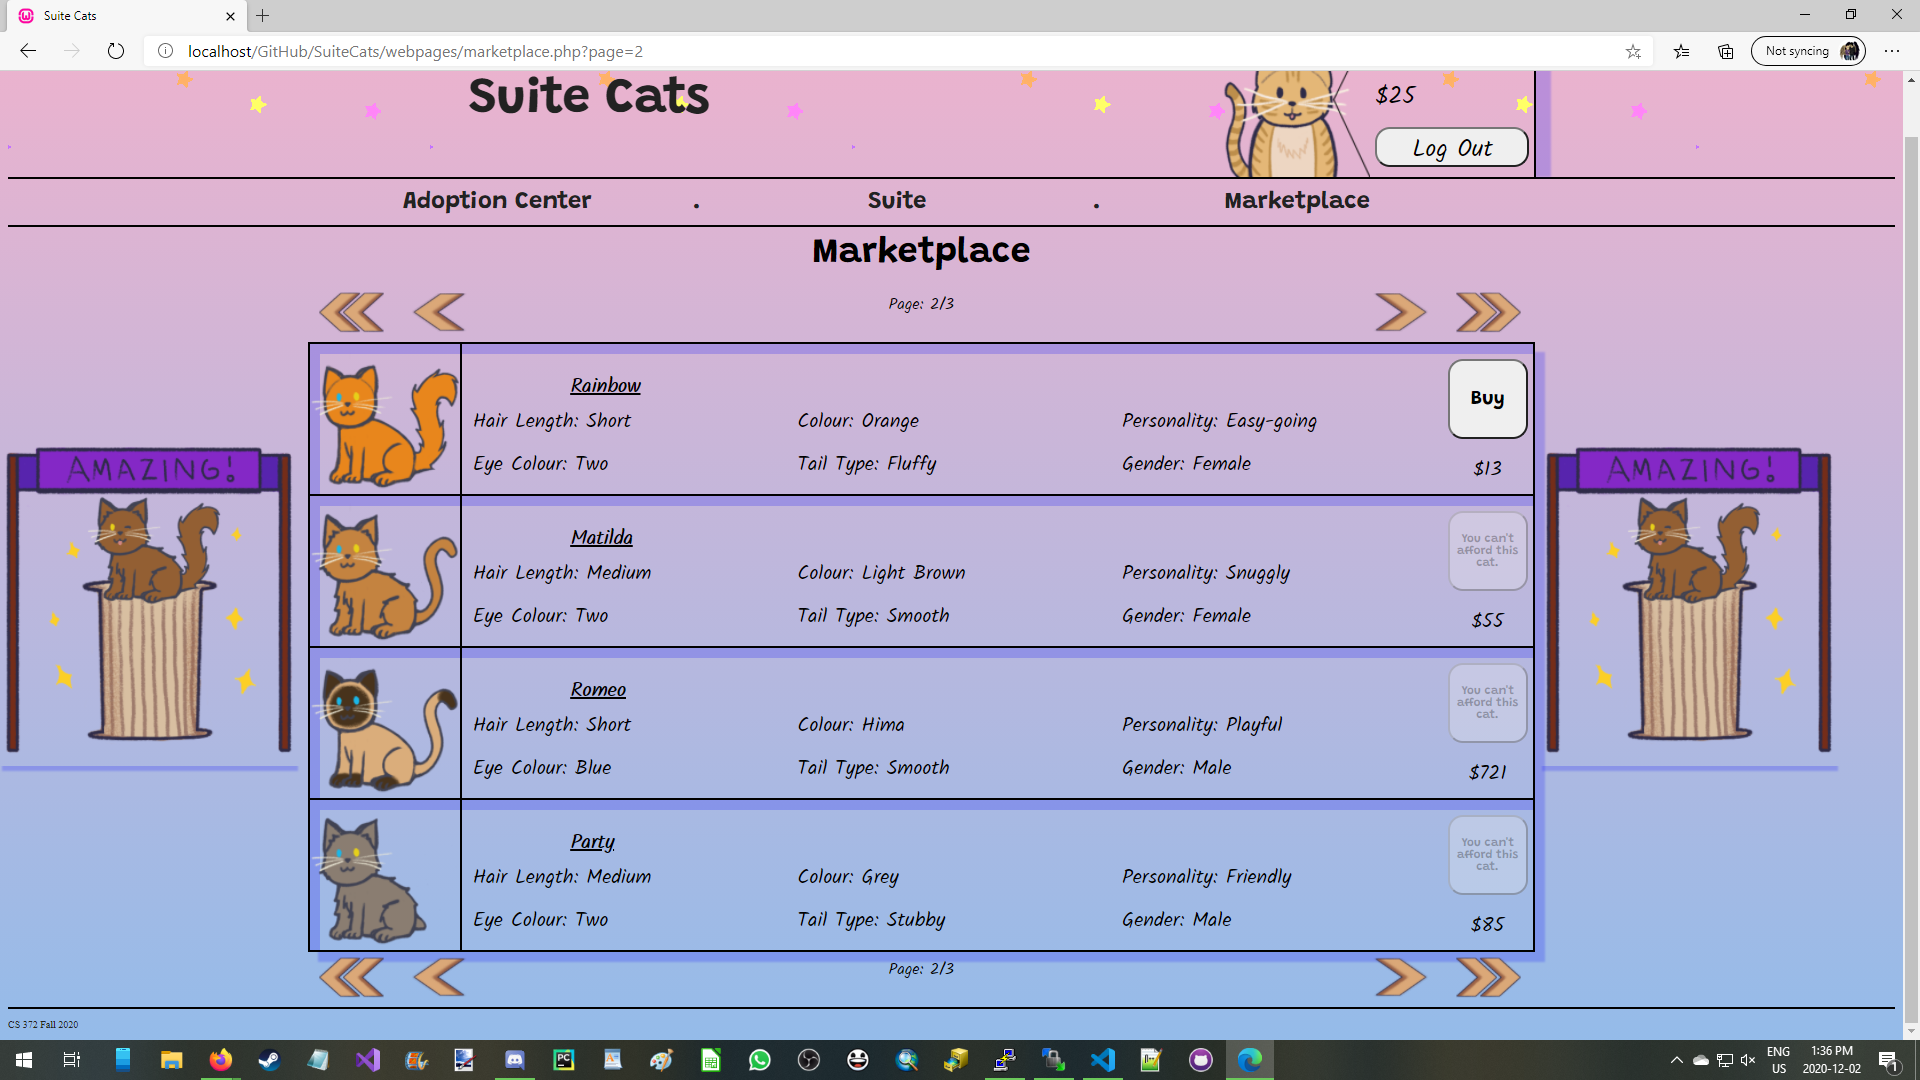 Suite Cats
localhost/GitHub/SuiteCats/webpages/marketplace.php?page=2
Not syncing
Suite Cats
$25
Log Out
Adoption Center . Suite . Marketplace
Marketplace
Page: 2/3
AMAZING!
AMAZING!
Rainbow
Hair Length: Short Colour: Orange Personality: Easy-going
Eye Colour: Two Tail Type: Fluffy Gender: Female
Buy
$13
Matilda
Hair Length: Medium Colour: Light Brown Personality: Snuggly
Eye Colour: Two Tail Type: Smooth Gender: Female
You can't
afford this
cat.
$55
Romeo
Hair Length: Short Colour: Hima Personality: Playful
Eye Colour: Blue Tail Type: Smooth Gender: Male
You can't
afford this
cat.
$721
Party
Hair Length: Medium Colour: Grey Personality: Friendly
Eye Colour: Two Tail Type: Stubby Gender: Male
You can't
afford this
cat.
$85
Page: 2/3
CS 372 Fall 2020
PC
ENG
US
1:36 PM
2020-12-02
1